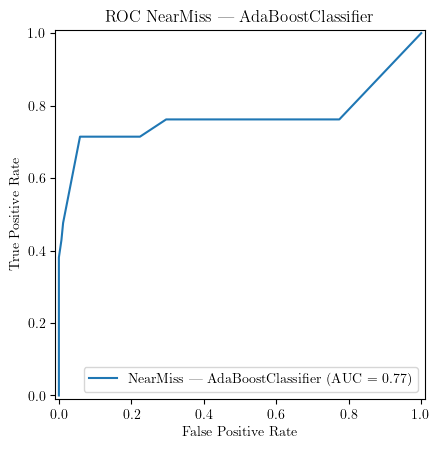 ROC NearMiss — AdaBoostClassifier
1.0
0.8
0.6
0.4
0.2
0.0
True Positive Rate
NearMiss — AdaBoostClassifier (AUC = 0.77)
0.0 0.2 0.4 0.6 0.8 1.0
False Positive Rate